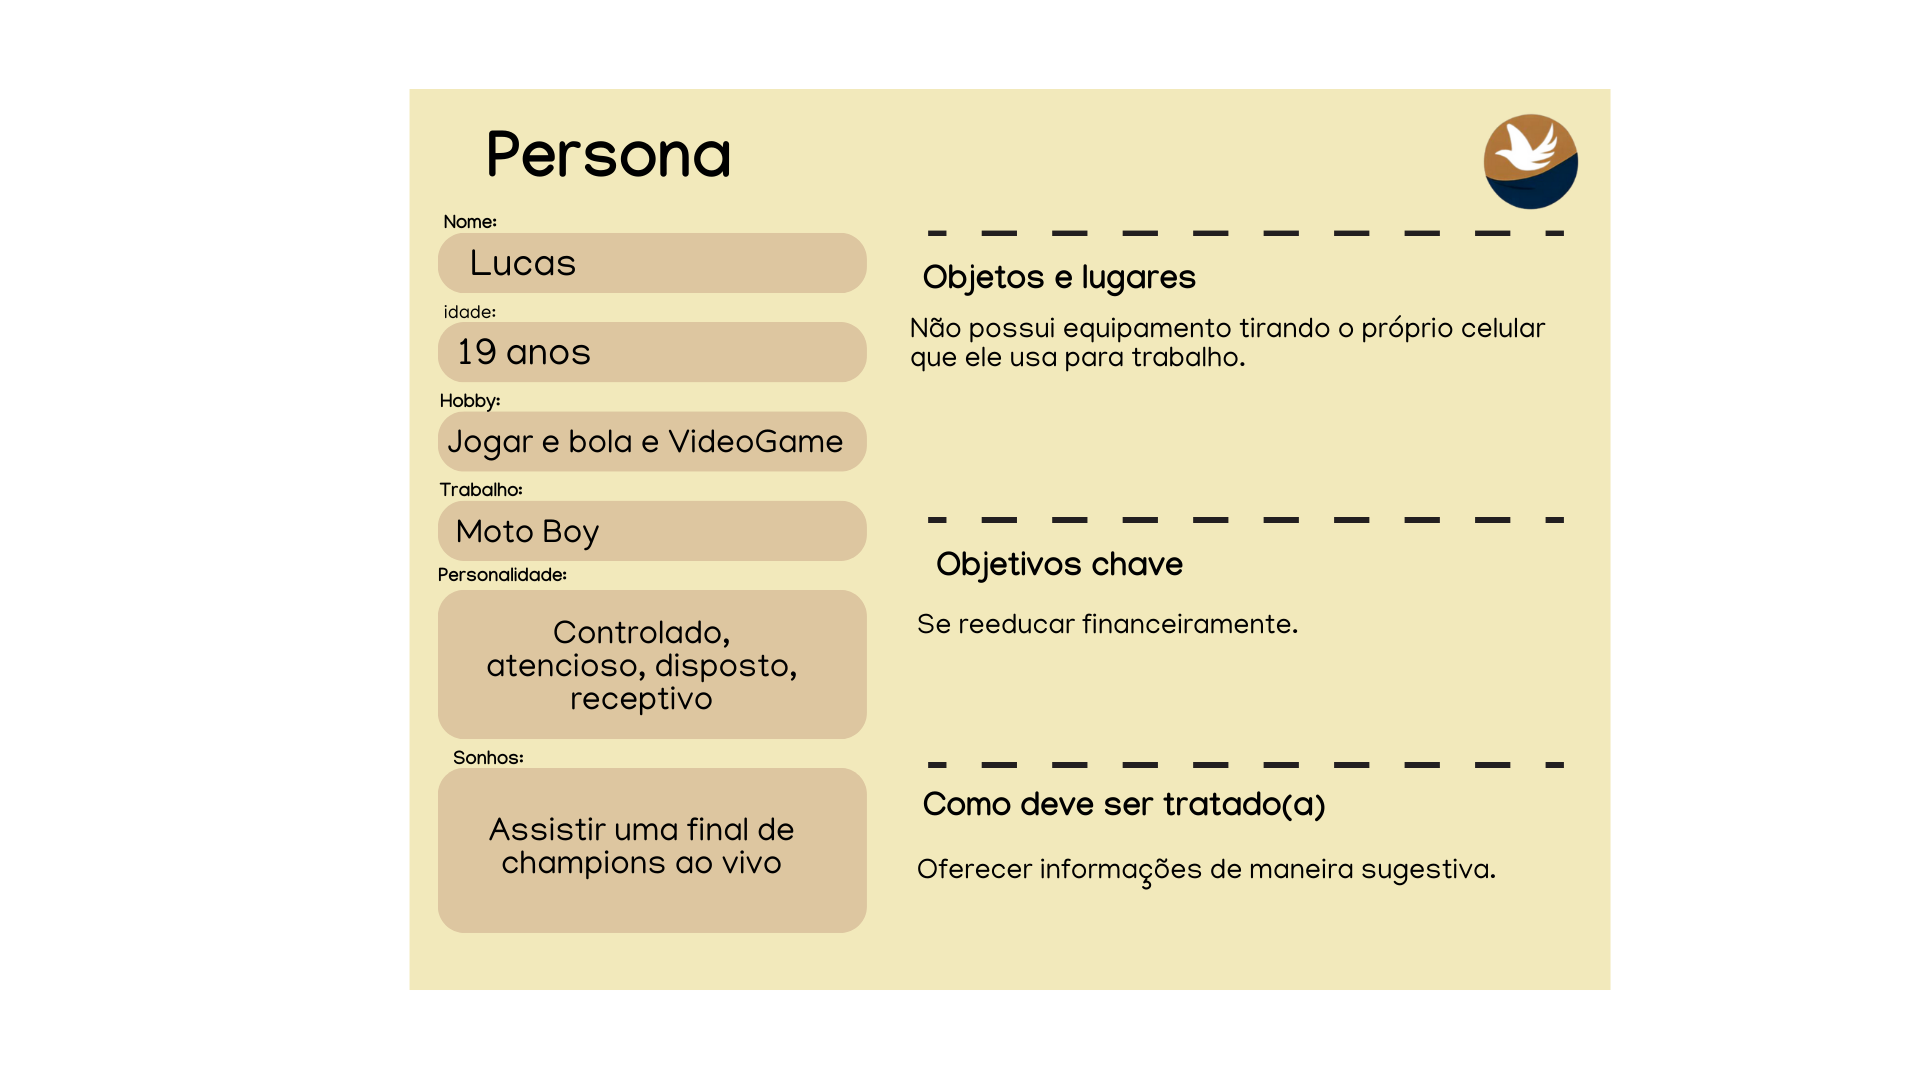 Persona
Nome:
Lucas
idade:
19 anos
Hobby:
Jogar e bola e VideoGame
Trabalho:
Moto Boy
Personalidade:
Controlado,
atencioso, disposto,
receptivo
Sonhos:
Assistir uma final de
champions ao vivo
Objetos e lugares
Não possui equipamento tirando o próprio celular
que ele usa para trabalho.
Objetivos chave
Se reeducar financeiramente.
Como deve ser tratado(a)
Oferecer informações de maneira sugestiva.